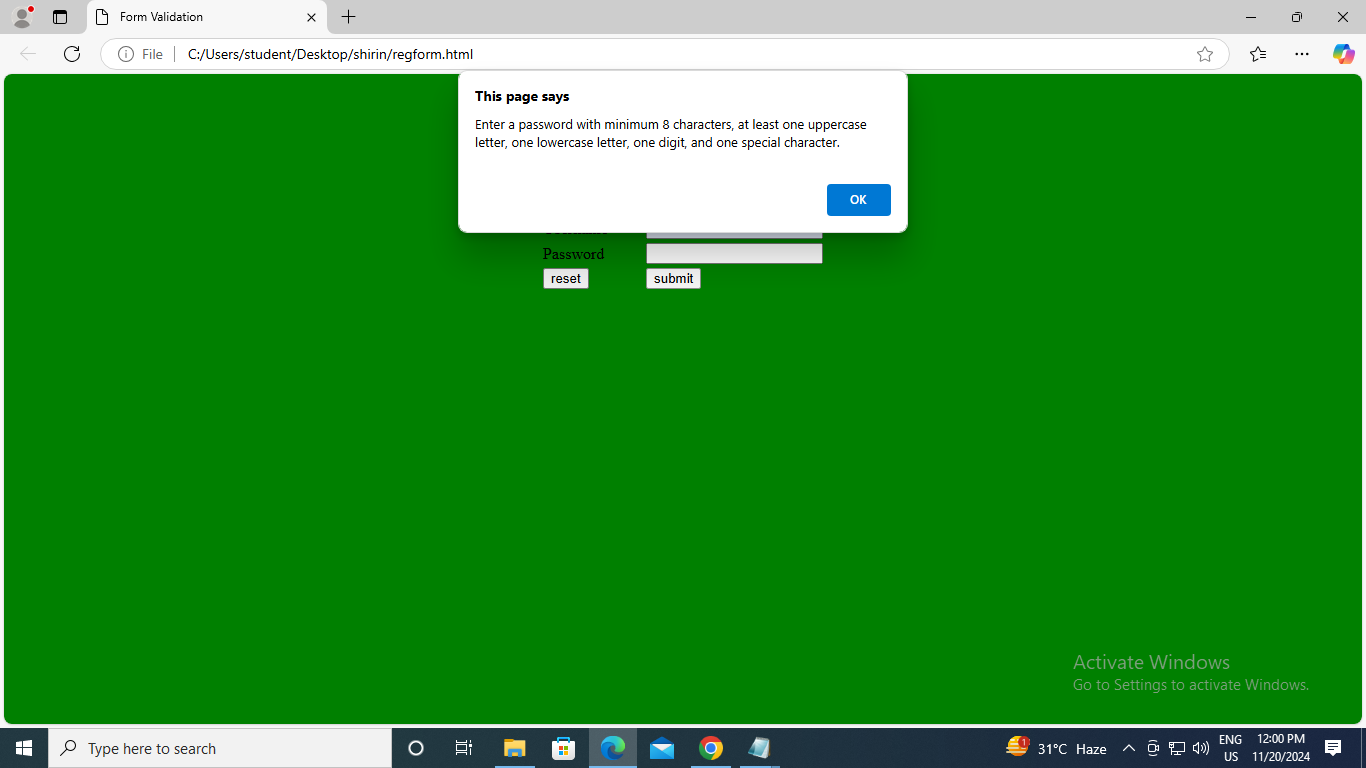 Form Validation
File
C:/Users/student/Desktop/shirin/regform.html
This page says
Enter a password with minimum 8 characters, at least one uppercase
letter, one lowercase letter, one digit, and one special character.
OK
Password
reset submit
Activate Windows
Go to Settings to activate Windows.
Type here to search
1
31°C Haze
ENG
US
12:00 PM
11/20/2024